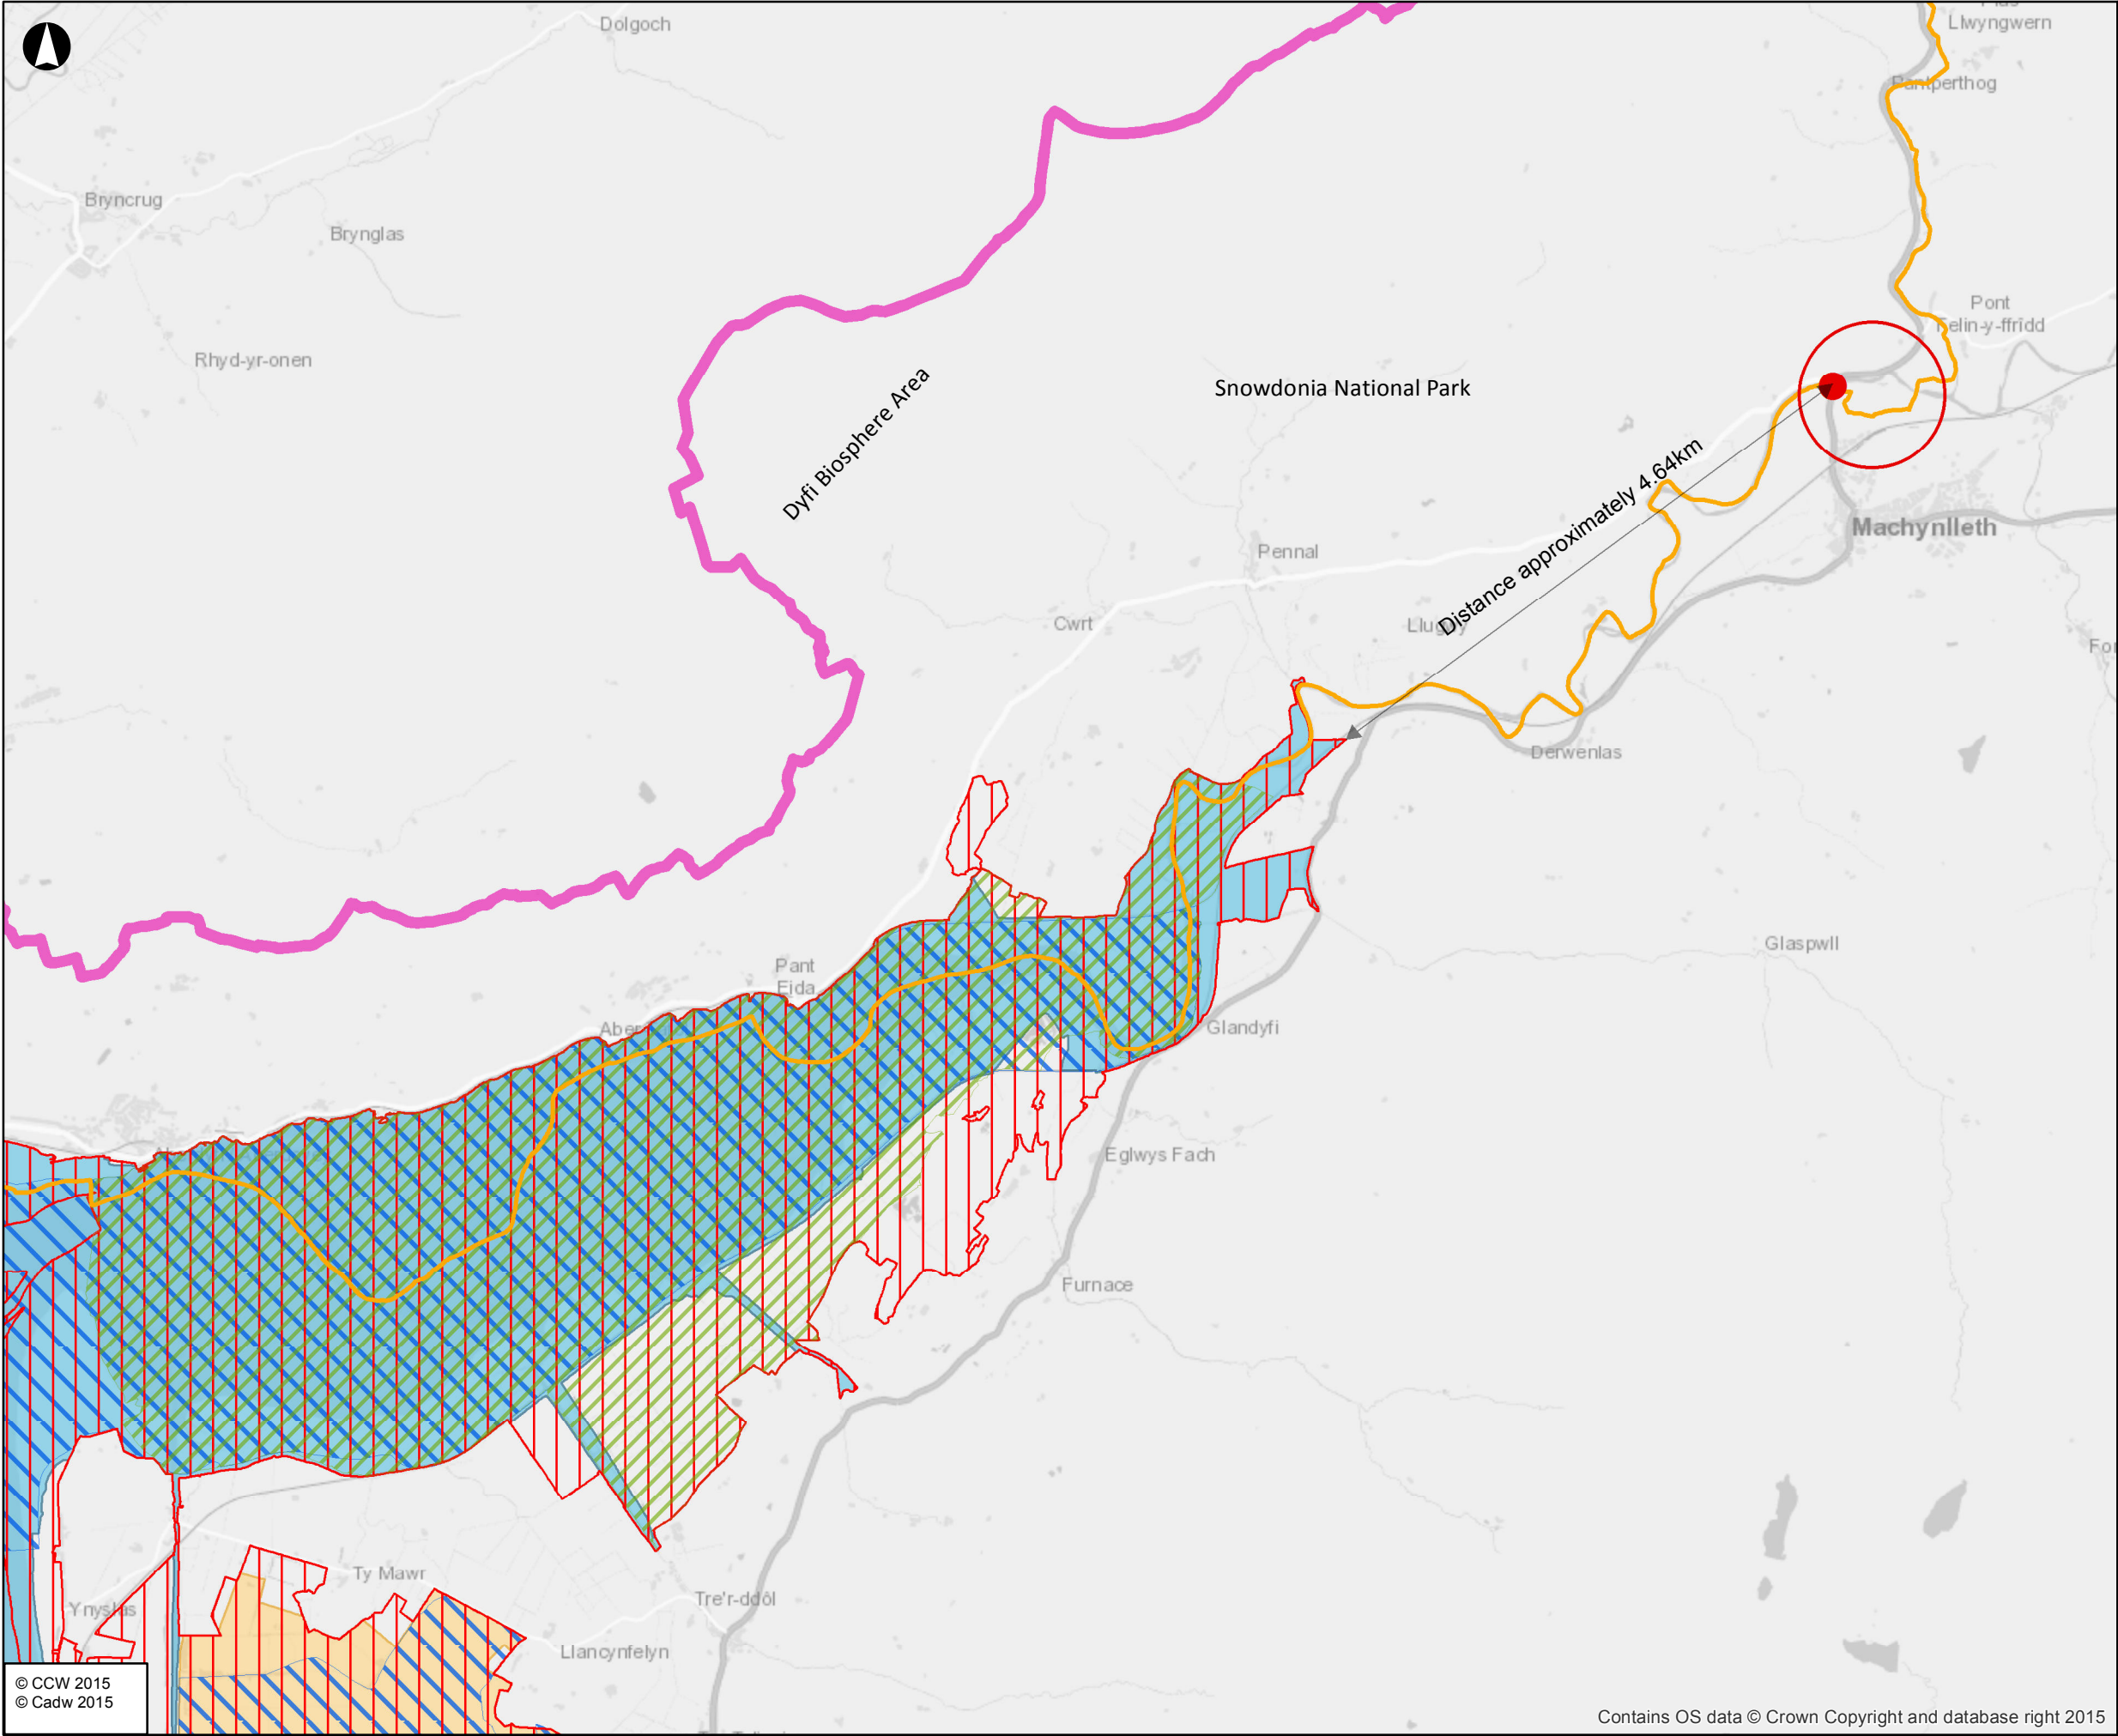 Dolgoch
Llwyngwern
Pantperthog
Bryncrug
Brynglas
Pont
Felin-y-ffridd
Rhyd-yr-onen
Snowdonia National Park
Dyfi Biosphere Area
Distance approximately 4.64km
Machynlleth
Pennal
Cwrt
Derwenlas
Glaspwll
Pant
Eida
Aber
Glandyfi
Eglwys Fach
Furnace
Ty Mawr
Ynyslas
Tre'r-ddôl
Llancynfelyn
© CCW 2015
© Cadw 2015
Contains OS data © Crown Copyright and database right 2015